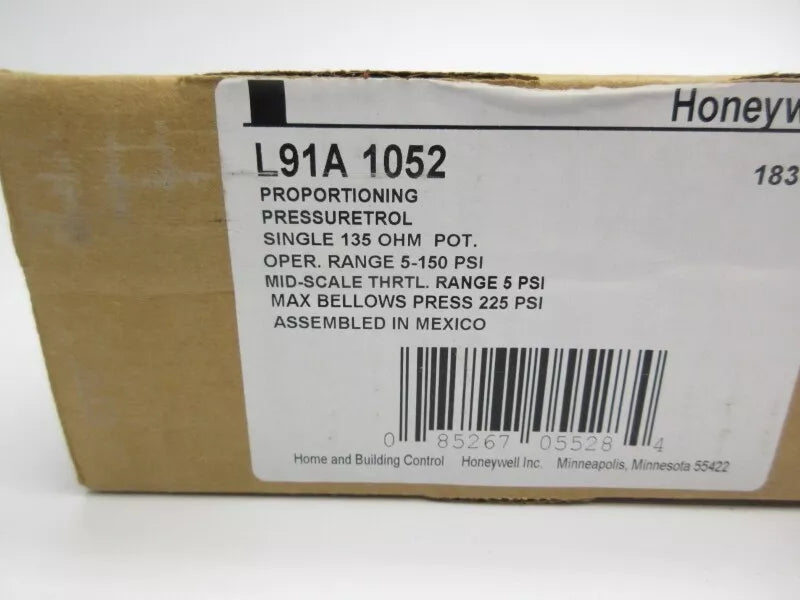 Honeyw
L91A 1052
183
PROPORTIONING
PRESSURETROL
SINGLE 135 OHM POT.
OPER. RANGE 5-150 PSI
MID-SCALE THRTL. RANGE 5 PSI
MAX BELLOWS PRESS 225 PSI
ASSEMBLED IN MEXICO
0 85267 05528 4
Home and Building Control Honeywell Inc. Minneapolis, Minnesota 55422